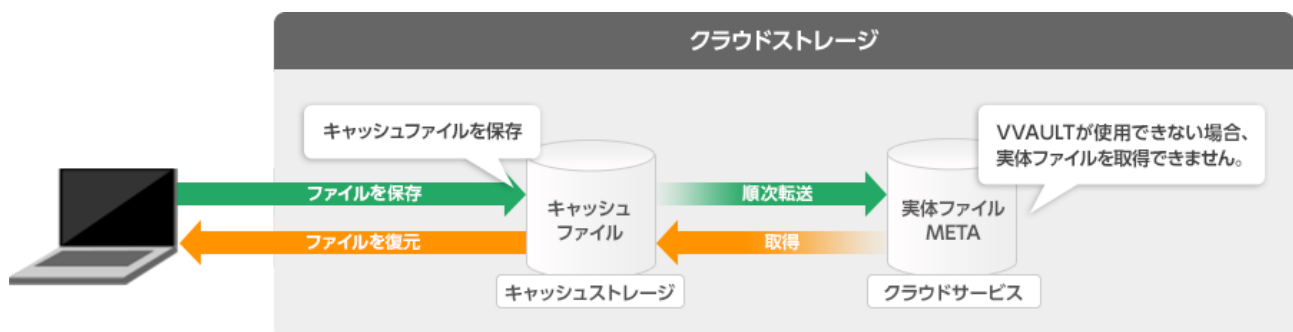 クラウドストレージ
キャッシュファイルを保存
VVAULTが使用できない場合、
実体ファイルを取得できません。
ファイルを保存
順次転送
キャッシュ
ファイル
実体ファイル
META
ファイルを復元
取得
キャッシュストレージ
クラウドサービス